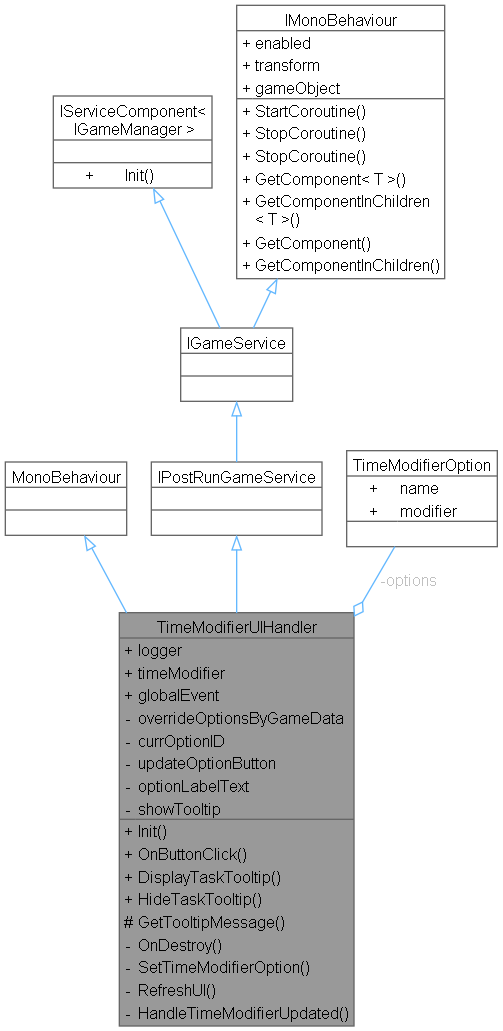 IMonoBehaviour
+ enabled
+ transform
+ gameObject
+ StartCoroutine()
+ StopCoroutine()
+ StopCoroutine()
+ GetComponent< T >()
+ GetComponentInChildren
< T >()
+ GetComponent()
+ GetComponentInChildren()
IServiceComponent<
IGameManager >
+ Init()
IGameService
MonoBehaviour
IPostRunGameService
TimeModifierOption
+ name
+ modifier
-options
TimeModifierUIHandler
+ logger
+ timeModifier
+ globalEvent
- overrideOptionsByGameData
- currOptionID
- updateOptionButton
- optionLabelText
- showTooltip
+ Init()
+ OnButtonClick()
+ DisplayTaskTooltip()
+ HideTaskTooltip()
# GetTooltipMessage()
- OnDestroy()
- SetTimeModifierOption()
- RefreshUI()
- HandleTimeModifierUpdated()